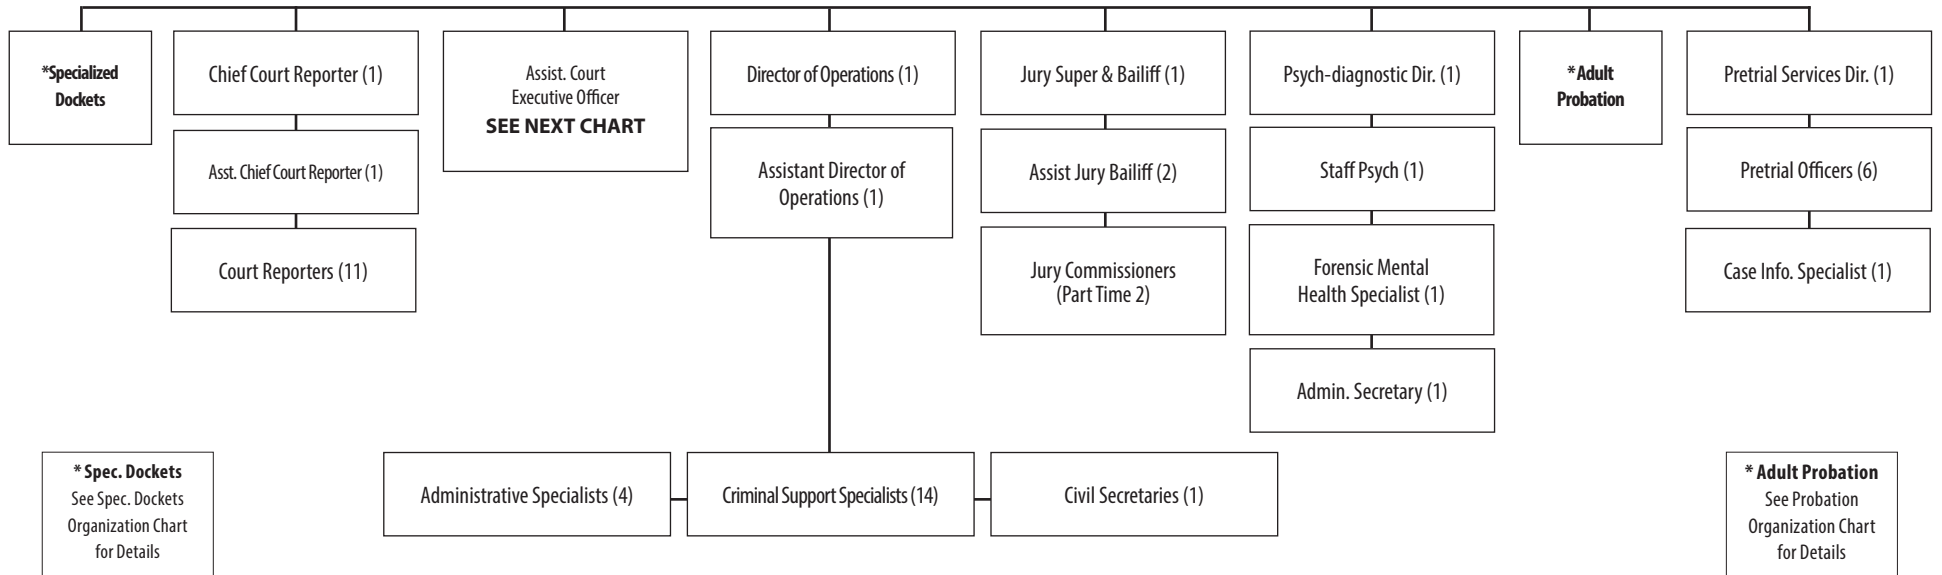 *Specialized
Dockets
Chief Court Reporter (1)
Assist. Court
Executive Officer
SEE NEXT CHART
Director of Operations (1)
Jury Super & Bailiff (1)
Psych-diagnostic Dir. (1)
* Adult
Probation
Pretrial Services Dir. (1)
Asst. Chief Court Reporter (1)
Assistant Director of
Operations (1)
Assist Jury Bailiff (2)
Staff Psych (1)
Pretrial Officers (6)
Court Reporters (11)
Jury Commissioners
(Part Time 2)
Forensic Mental
Health Specialist (1)
Case Info. Specialist (1)
Admin. Secretary (1)
* Spec. Dockets
See Spec. Dockets
Organization Chart
for Details
Administrative Specialists (4)
Criminal Support Specialists (14)
Civil Secretaries (1)
* Adult Probation
See Probation
Organization Chart
for Details